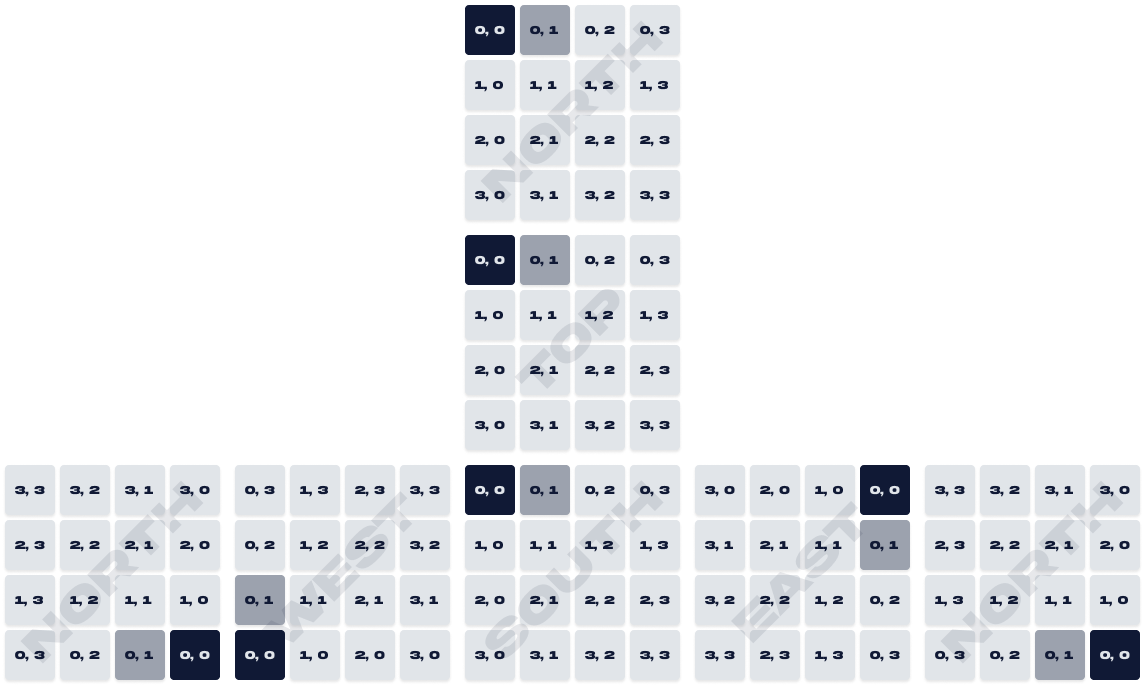 0, 0 0, 1 0, 2 0, 3
1, 0 1, 1 1, 2 1, 3
2, 0 2, 1 2, 2 2, 3
3, 0 3, 1 3, 2 3, 3
NORTH
0, 0 0, 1 0, 2 0, 3
1, 0 1, 1 1, 2 1, 3
2, 0 2, 1 2, 2 2, 3
3, 0 3, 1 3, 2 3, 3
TOP
3, 3 3, 2 3, 1 3, 0
2, 3 2, 2 2, 1 2, 0
1, 3 1, 2 1, 1 1, 0
0, 3 0, 2 0, 1 0, 0
NORTH
0, 3 1, 3 2, 3 3, 3
0, 2 1, 2 2, 2 3, 2
0, 1 1, 1 2, 1 3, 1
0, 0 1, 0 2, 0 3, 0
WEST
0, 0 0, 1 0, 2 0, 3
1, 0 1, 1 1, 2 1, 3
2, 0 2, 1 2, 2 2, 3
3, 0 3, 1 3, 2 3, 3
SOUTH
3, 0 2, 0 1, 0 0, 0
3, 1 2, 1 1, 1 0, 1
3, 2 2, 2 1, 2 0, 2
3, 3 2, 3 1, 3 0, 3
EAST
3, 3 3, 2 3, 1 3, 0
2, 3 2, 2 2, 1 2, 0
1, 3 1, 2 1, 1 1, 0
0, 3 0, 2 0, 1 0, 0
NORTH